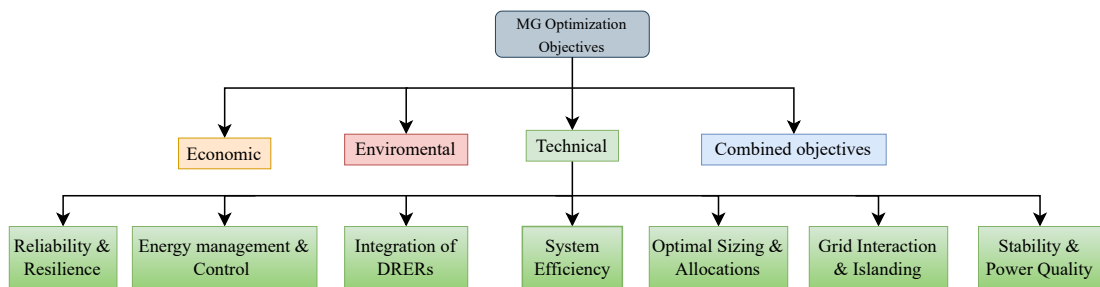 MG Optimization
Objectives
Economic
Enviromental
Technical
Combined objectives
Reliability &
Resilience
Energy management &
Control
Integration of
DRERs
System
Efficiency
Optimal Sizing &
Allocations
Grid Interaction
& Islanding
Stability &
Power Quality